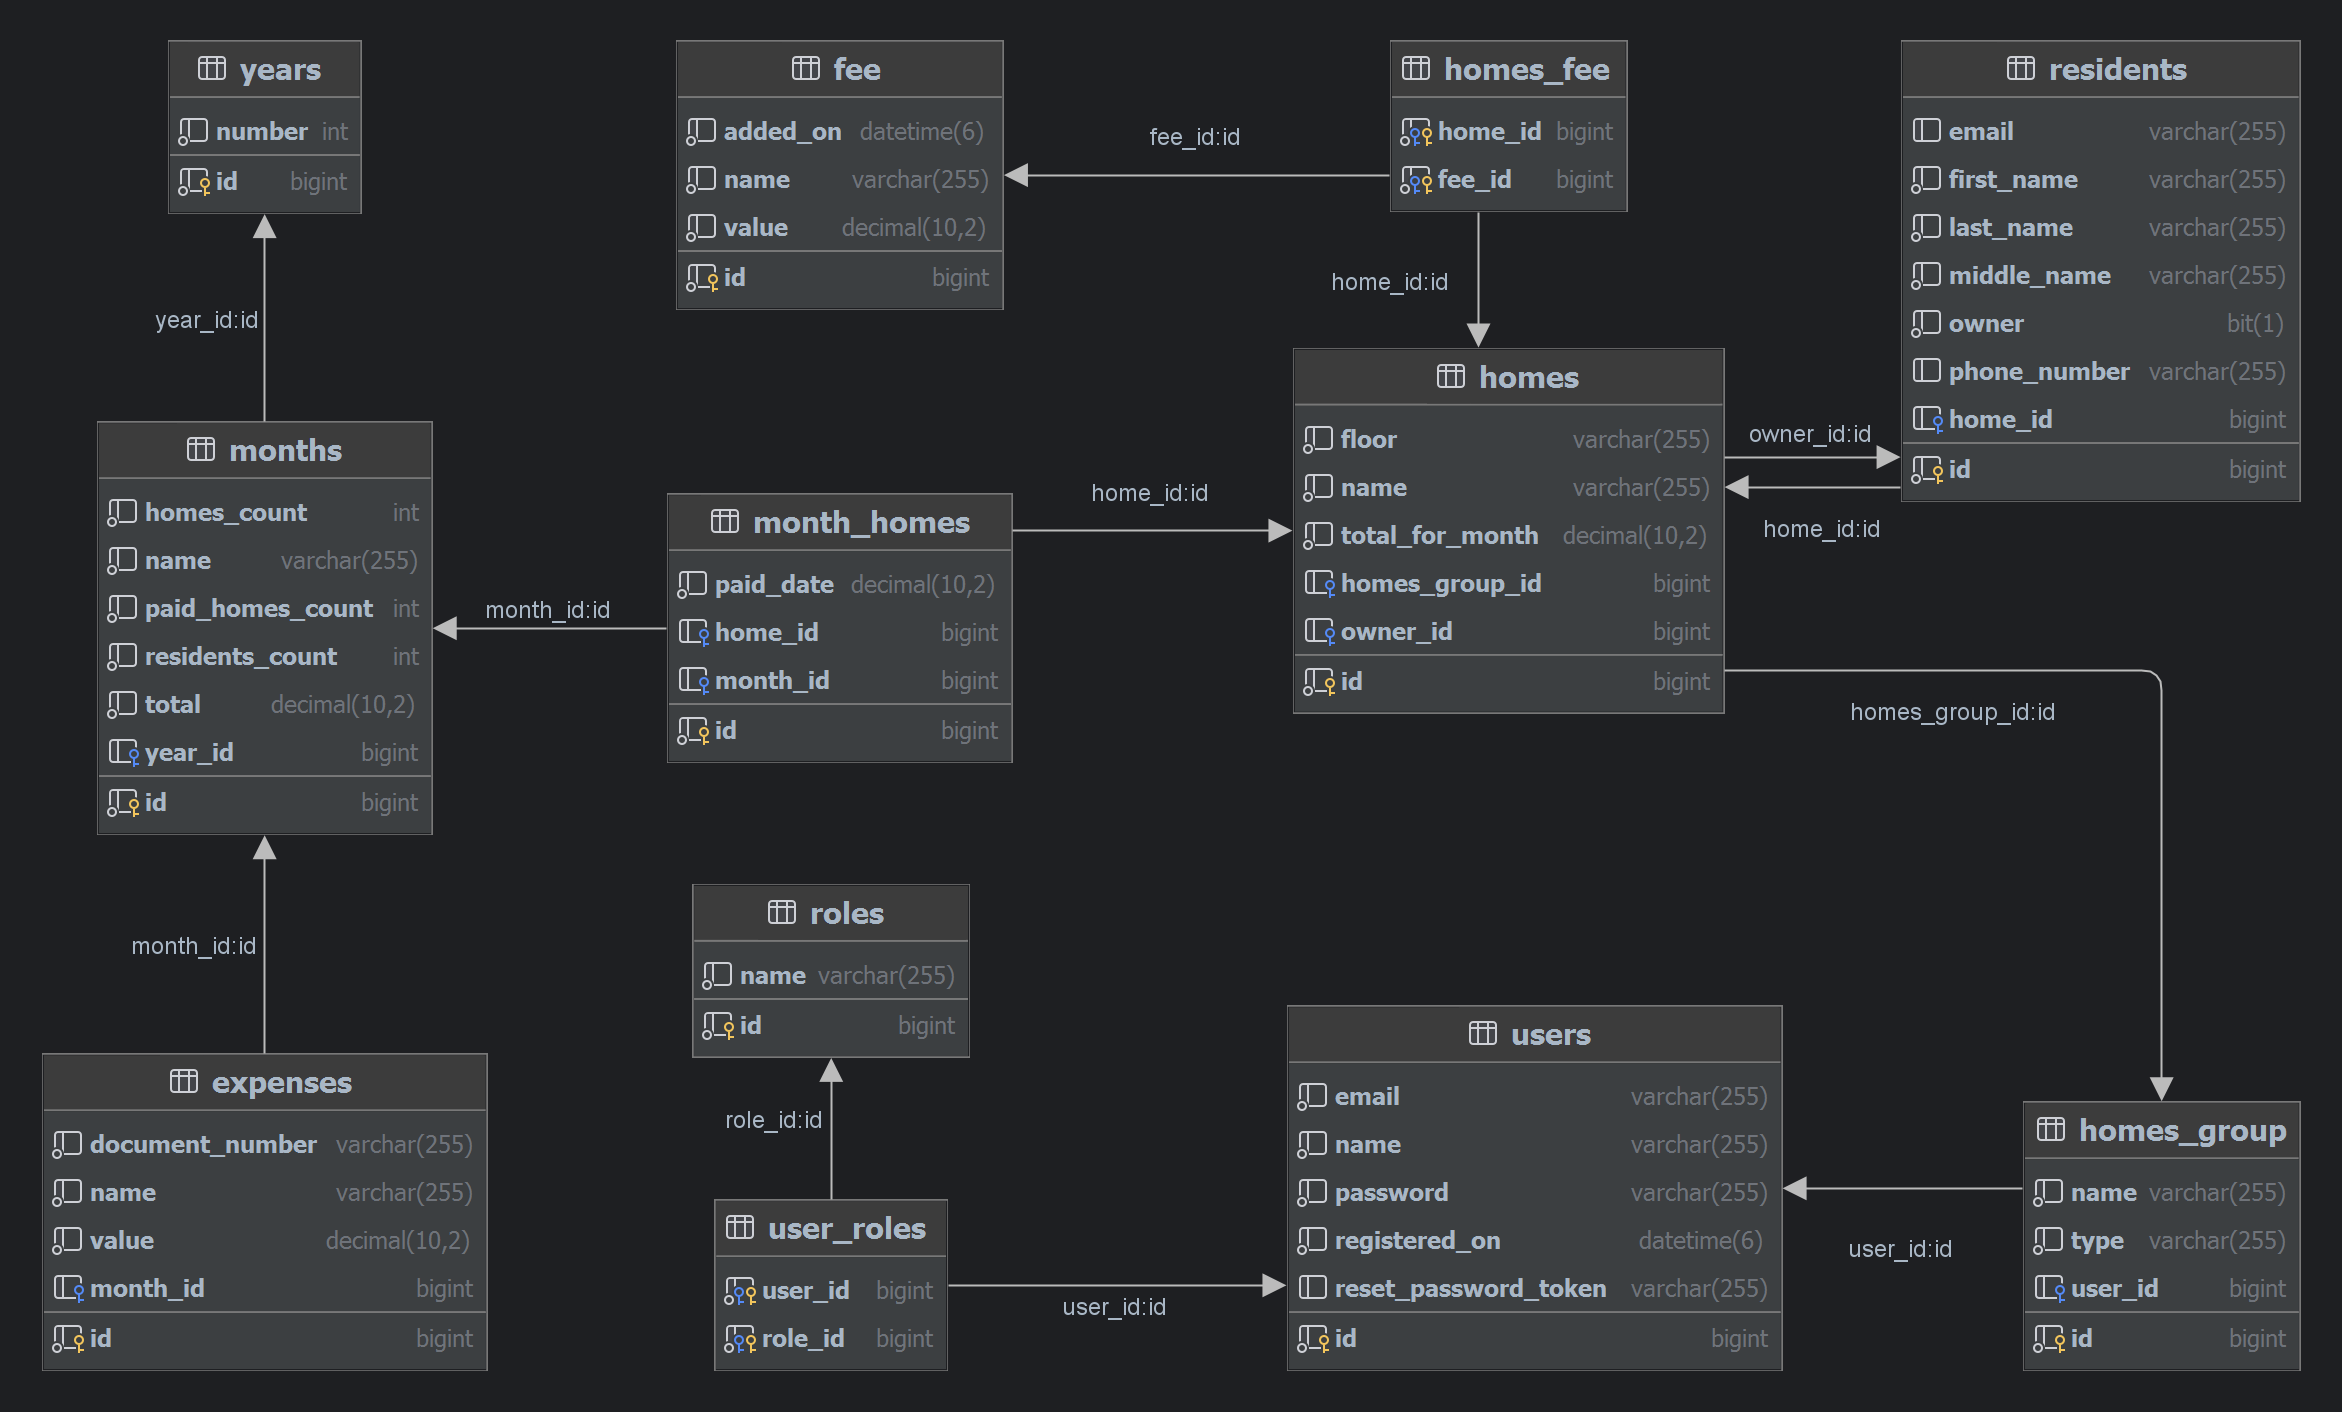 years
number int
id bigint
fee
added_on datetime(6)
name varchar(255)
value decimal(10,2)
id bigint
fee_id:id
homes_fee
home_id bigint
fee_id bigint
residents
email varchar(255)
first_name varchar(255)
last_name varchar(255)
middle_name varchar(255)
owner bit(1)
phone_number varchar(255)
home_id bigint
id bigint
year_id:id
home_id:id
months
homes_count int
name varchar(255)
paid_homes_count int
residents_count int
total decimal(10,2)
year_id bigint
id bigint
month_id:id
month_homes
paid_date decimal(10,2)
home_id bigint
month_id bigint
id bigint
home_id:id
homes
floor varchar(255)
name varchar(255)
total_for_month decimal(10,2)
homes_group_id bigint
owner_id bigint
id bigint
owner_id:id
home_id:id
homes_group_id:id
month_id:id
expenses
document_number varchar(255)
name varchar(255)
value decimal(10,2)
month_id bigint
id bigint
roles
name varchar(255)
id bigint
role_id:id
user_roles
user_id bigint
role_id bigint
user_id:id
users
email varchar(255)
name varchar(255)
password varchar(255)
registered_on datetime(6)
reset_password_token varchar(255)
id bigint
user_id:id
homes_group
name varchar(255)
type varchar(255)
user_id bigint
id bigint